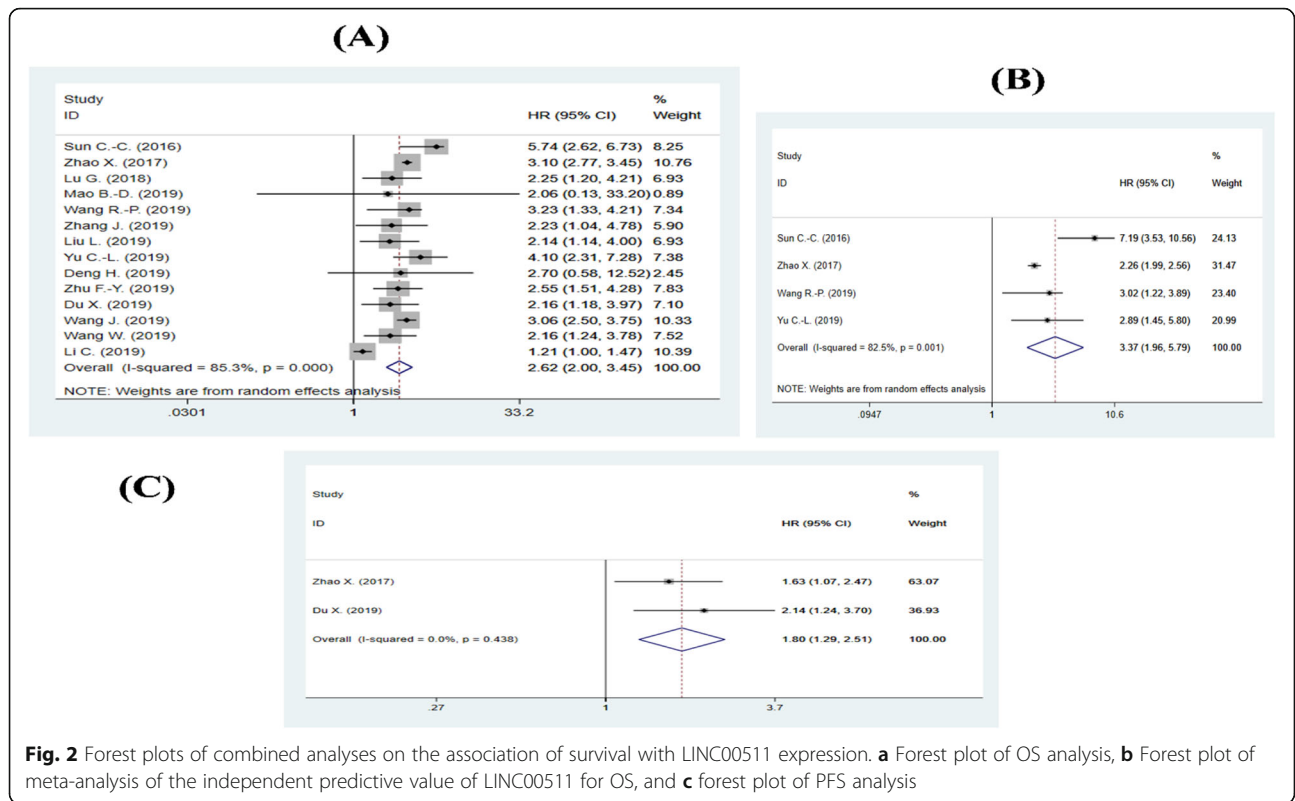 (A)
Study %
ID HR (95% CI) Weight
Sun C.-C. (2016) 5.74 (2.62, 6.73) 8.25
Zhao X. (2017) 3.10 (2.77, 3.45) 10.76
Lu G. (2018) 2.25 (1.20, 4.21) 6.93
Mao B.-D. (2019) 2.06 (0.13, 33.20) 0.89
Wang R.-P. (2019) 3.23 (1.33, 4.21) 7.34
Zhang J. (2019) 2.23 (1.04, 4.78) 5.90
Liu L. (2019) 2.14 (1.14, 4.00) 6.93
Yu C.-L. (2019) 4.10 (2.31, 7.28) 7.38
Deng H. (2019) 2.70 (0.58, 12.52) 2.45
Zhu F.-Y. (2019) 2.55 (1.51, 4.28) 7.83
Du X. (2019) 2.16 (1.18, 3.97) 7.10
Wang J. (2019) 3.06 (2.50, 3.75) 10.33
Wang W. (2019) 2.16 (1.24, 3.78) 7.52
Li C. (2019) 1.21 (1.00, 1.47) 10.39
Overall (I-squared = 85.3%, p = 0.000) 2.62 (2.00, 3.45) 100.00
NOTE: Weights are from random effects analysis
.0301 1 33.2
(B)
Study %
ID HR (95% CI) Weight
Sun C.-C. (2016) 7.19 (3.53, 10.56) 24.13
Zhao X. (2017) 2.26 (1.99, 2.56) 31.47
Wang R.-P. (2019) 3.02 (1.22, 3.89) 23.40
Yu C.-L. (2019) 2.89 (1.45, 5.80) 20.99
Overall (I-squared = 82.5%, p = 0.001) 3.37 (1.96, 5.79) 100.00
NOTE: Weights are from random effects analysis
.0947 1 10.6
(C)
Study %
ID HR (95% CI) Weight
Zhao X. (2017) 1.63 (1.07, 2.47) 63.07
Du X. (2019) 2.14 (1.24, 3.70) 36.93
Overall (I-squared = 0.0%, p = 0.438) 1.80 (1.29, 2.51) 100.00
.27 1 3.7
Fig. 2 Forest plots of combined analyses on the association of survival with LINC00511 expression. a Forest plot of OS analysis, b Forest plot of
meta-analysis of the independent predictive value of LINC00511 for OS, and c forest plot of PFS analysis